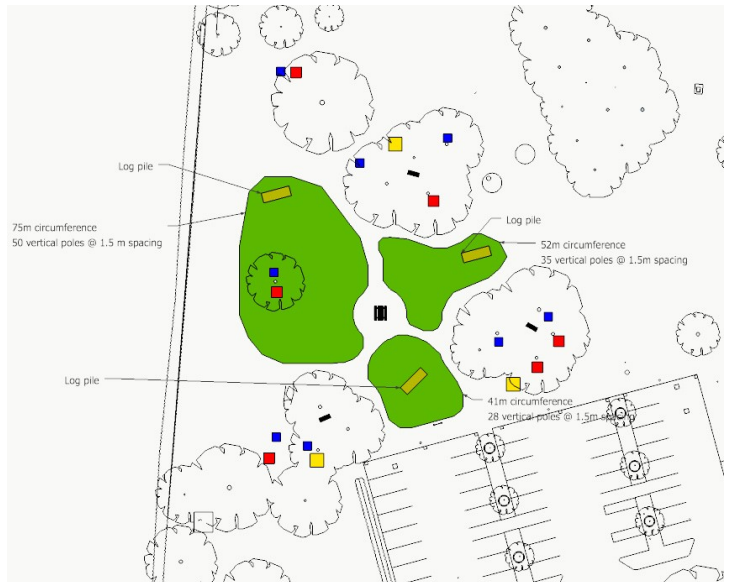 Log pile
75m circumference
50 vertical poles @ 1.5 m spacing
Log pile
52m circumference
35 vertical poles @ 1.5m spacing
Log pile
41m circumference
28 vertical poles @ 1.5m spacing